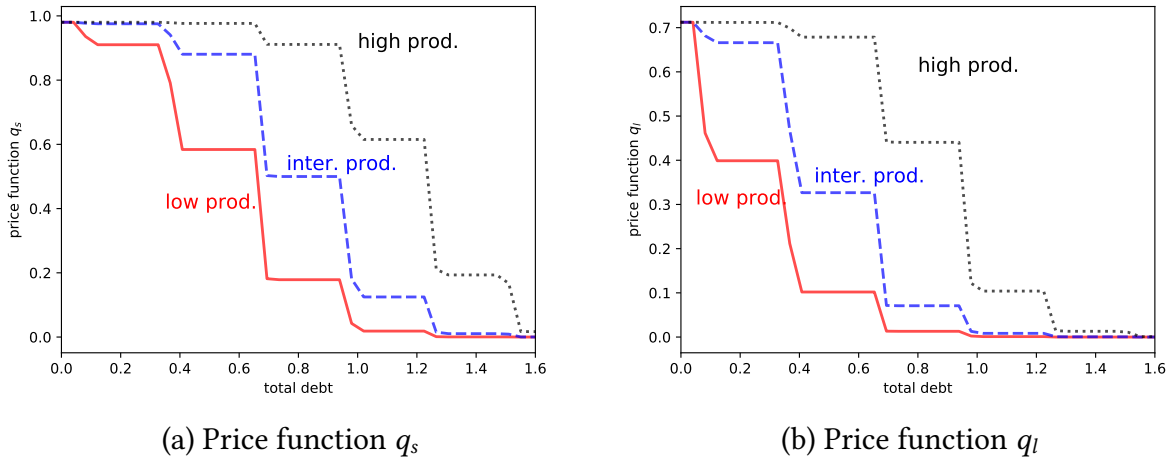 1.0
0.8
0.6
0.4
0.2
0.0
price function qₛ
high prod.
inter. prod.
low prod.
0.0 0.2 0.4 0.6 0.8 1.0 1.2 1.4 1.6
total debt
(a) Price function qₛ
0.7
0.6
0.5
0.4
0.3
0.2
0.1
0.0
price function qₗ
high prod.
inter. prod.
low prod.
0.0 0.2 0.4 0.6 0.8 1.0 1.2 1.4 1.6
total debt
(b) Price function qₗ